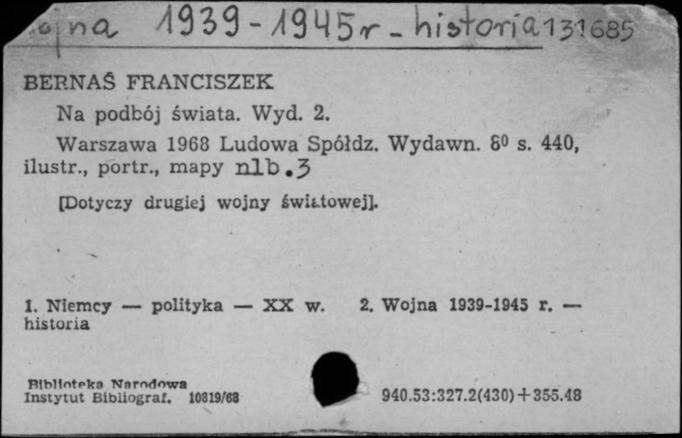 Wojna 1939-1945r - historia 131685
BERNAŚ FRANCISZEK
Na podbój świata. Wyd. 2.
Warszawa 1968 Ludowa Spółdz. Wydawn. 8⁰ s. 440,
ilustr., portr., mapy nlb.3
[Dotyczy drugiej wojny światowej].
1. Niemcy — polityka — XX w. 2. Wojna 1939-1945 r. —
historia
Biblioteka Narodowa
Instytut Bibliograf. 10819/68 940.53:327.2(430)+355.48